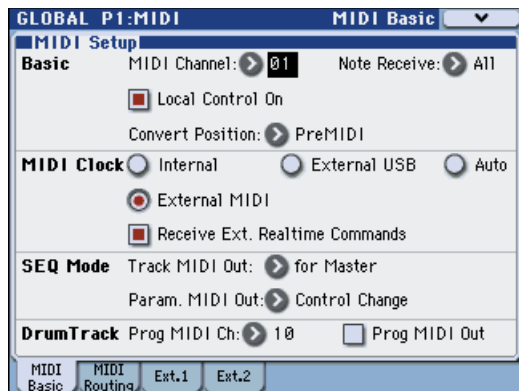 GLOBAL P1:MIDI MIDI Basic
MIDI Setup
Basic MIDI Channel: 01 Note Receive: All
Local Control On
Convert Position: PreMIDI
MIDI Clock Internal External USB Auto
External MIDI
Receive Ext. Realtime Commands
SEQ Mode Track MIDI Out: for Master
Param. MIDI Out: Control Change
DrumTrack Prog MIDI Ch: 10 Prog MIDI Out
MIDI Basic MIDI Routing Ext.1 Ext.2